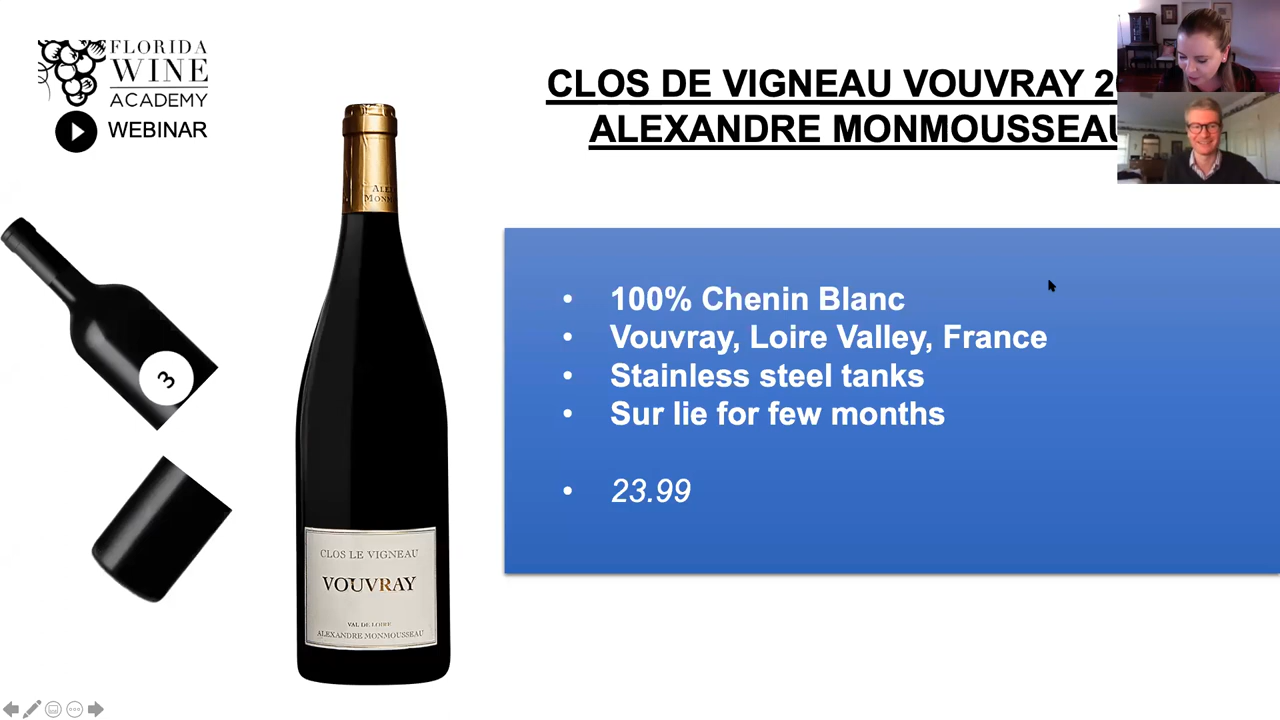 FLORIDA
WINE
ACADEMY
WEBINAR
CLOS DE VIGNEAU VOUVRAY
ALEXANDRE MONMOUSSEAU
3
• 100% Chenin Blanc
• Vouvray, Loire Valley, France
• Stainless steel tanks
• Sur lie for few months
• 23.99
CLOS LE VIGNEAU
VOUVRAY
VAL DE LOIRE
ALEXANDRE MONMOUSSEAU